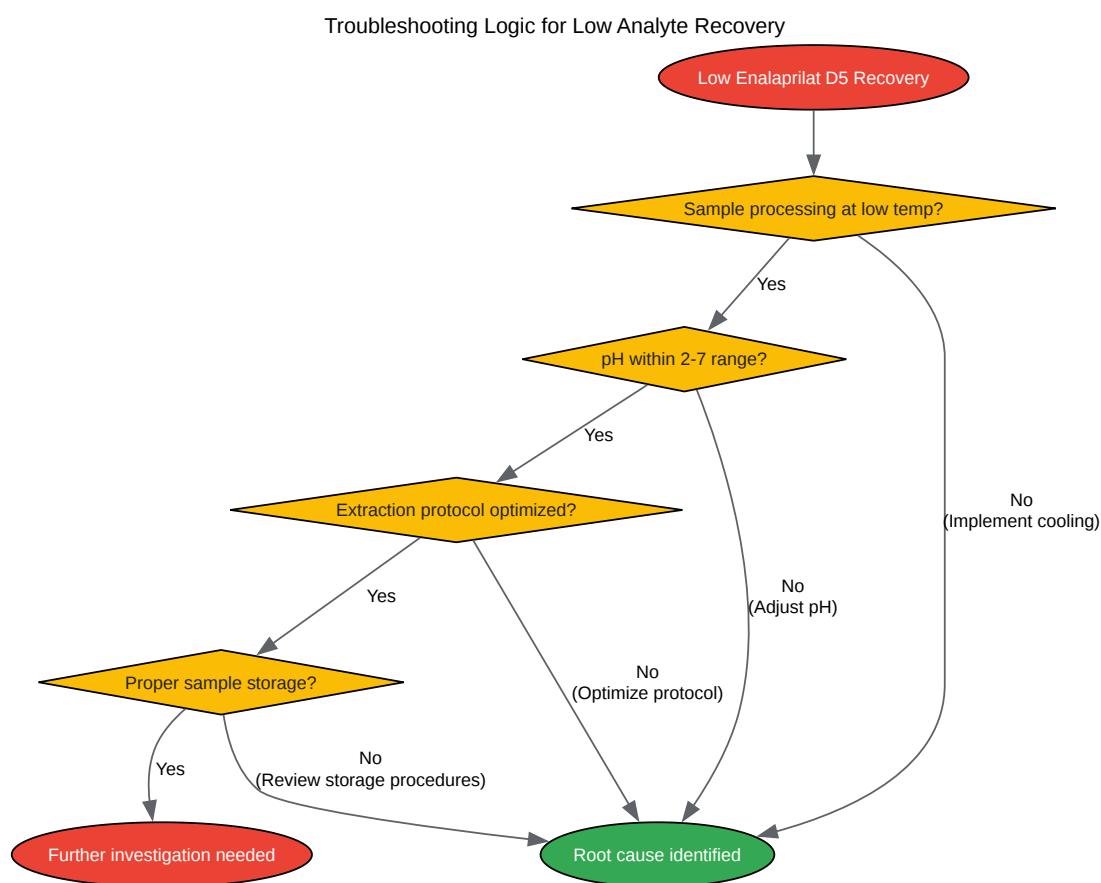 Troubleshooting Logic for Low Analyte Recovery
Low Enalaprilat D5 Recovery
Sample processing at low temp?
Yes
pH within 2-7 range?
Yes
Extraction protocol optimized?
No
(Implement cooling)
Yes
No
(Adjust pH)
Proper sample storage?
No
(Optimize protocol)
Yes
No
(Review storage procedures)
Further investigation needed
Root cause identified